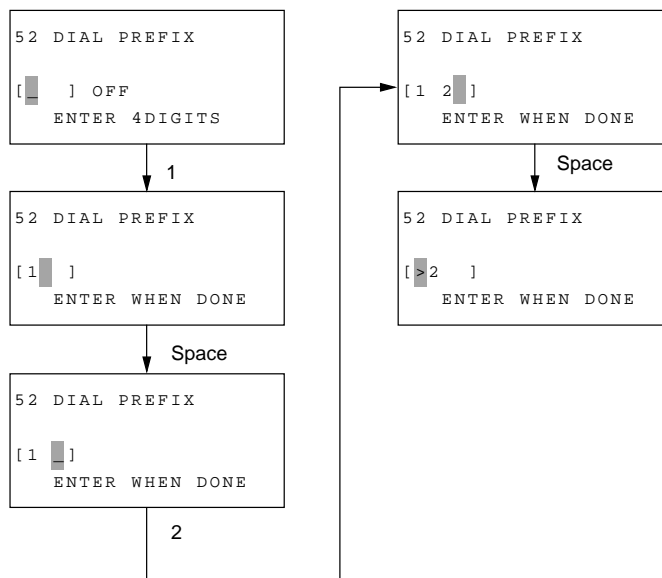 52 DIAL PREFIX
[_  ] OFF
ENTER 4DIGITS
1
52 DIAL PREFIX
[1  ]
ENTER WHEN DONE
Space
52 DIAL PREFIX
[1 _]
ENTER WHEN DONE
2
52 DIAL PREFIX
[1 2 ]
ENTER WHEN DONE
Space
52 DIAL PREFIX
[>2  ]
ENTER WHEN DONE